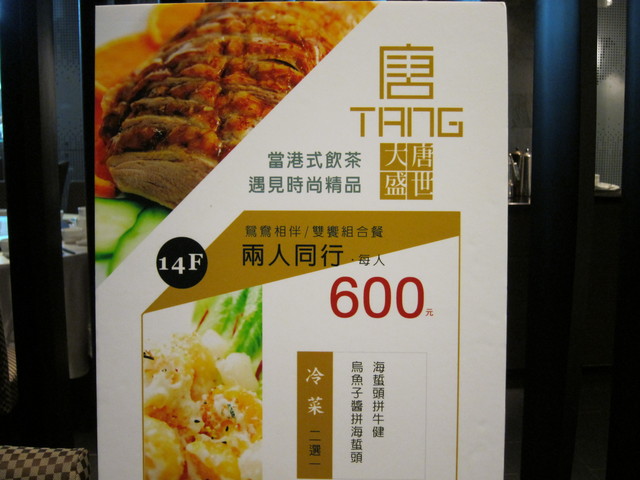 唐
TANG
大唐
盛世
當港式飲茶
遇見時尚精品
鴛鴦相伴/雙饗組合餐
14F
兩人同行·每人
600元
冷菜 二選一
海蜇頭拼牛健
烏魚子醬拼海蜇頭